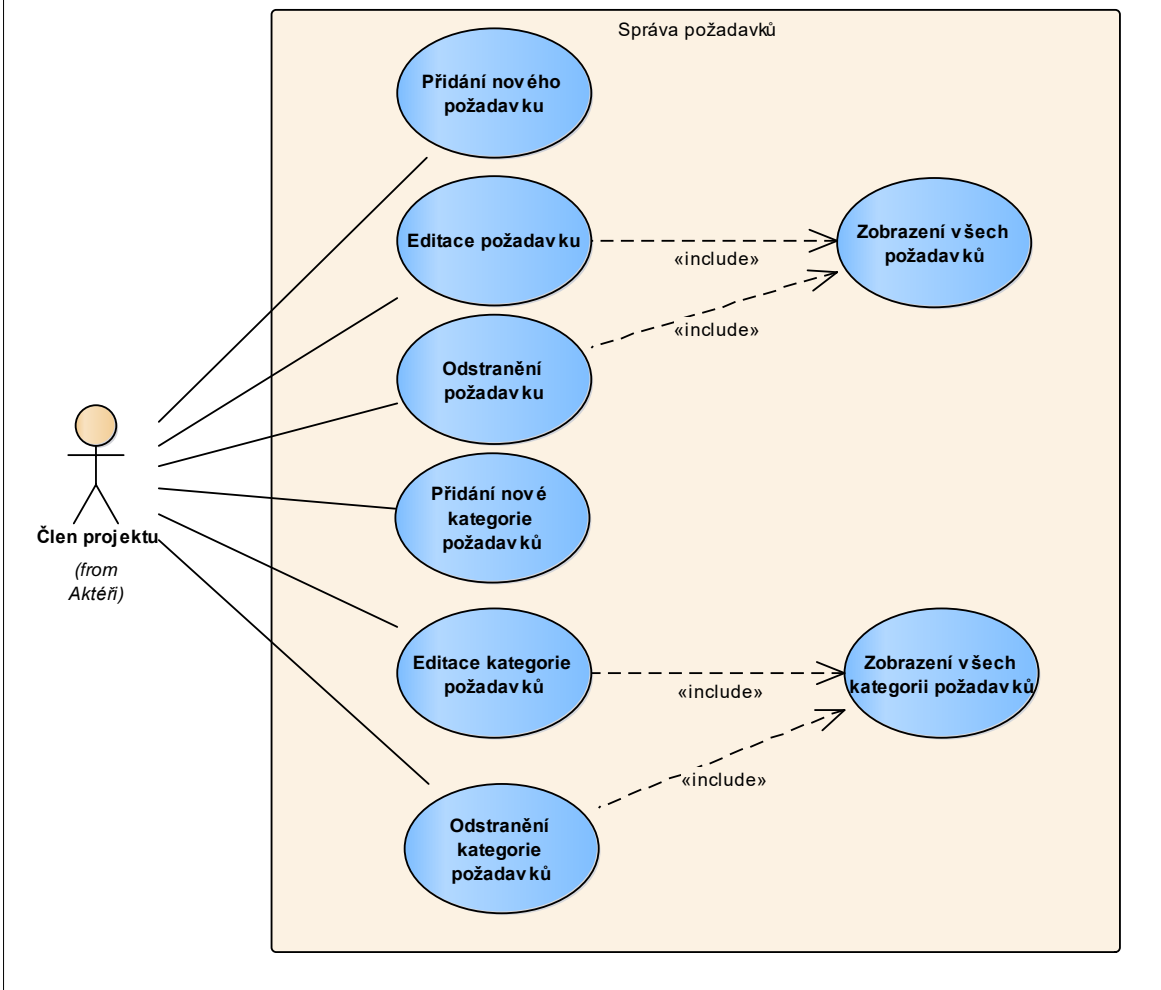 Správa požadavků
Přidání nového
požadavku
Editace požadavku
«include»
Zobrazení všech
požadavků
Odstranění
požadavku
«include»
Přidání nové
kategorie
požadavků
Člen projektu
(from
Aktéři)
Editace kategorie
požadavků
«include»
Zobrazení všech
kategorii požadavků
Odstranění
kategorie
požadavků
«include»